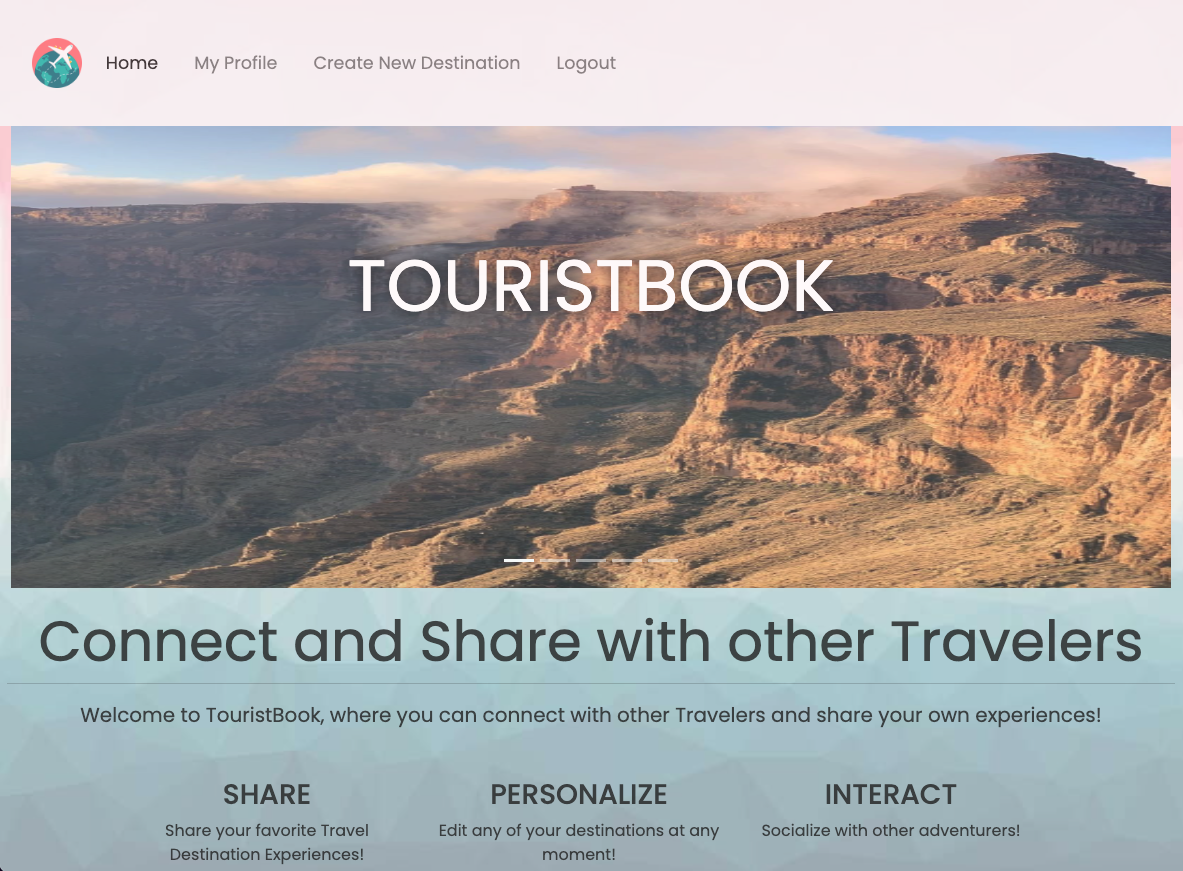 Home My Profile Create New Destination Logout
TOURISTBOOK
Connect and Share with other Travelers
Welcome to TouristBook, where you can connect with other Travelers and share your own experiences!
SHARE
Share your favorite Travel
Destination Experiences!
PERSONALIZE
Edit any of your destinations at any
moment!
INTERACT
Socialize with other adventurers!